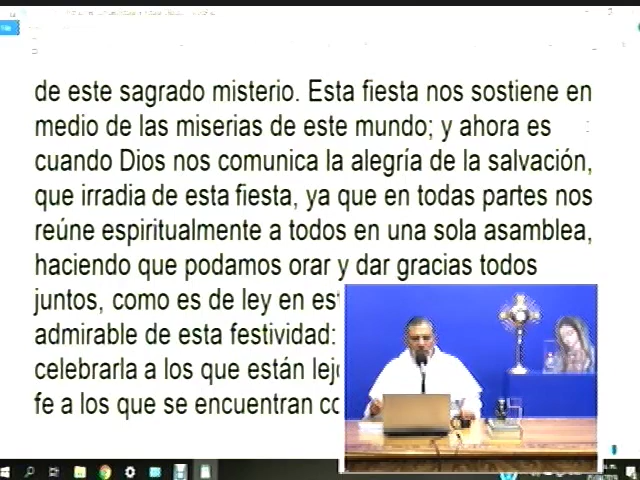 de este sagrado misterio. Esta fiesta nos sostiene en
medio de las miserias de este mundo; y ahora es
cuando Dios nos comunica la alegría de la salvación,
que irradia de esta fiesta, ya que en todas partes nos
reúne espiritualmente a todos en una sola asamblea,
haciendo que podamos orar y dar gracias todos
juntos, como es de ley en
admirable de esta festividad:
celebrarla a los que están
fe a los que se encuentran